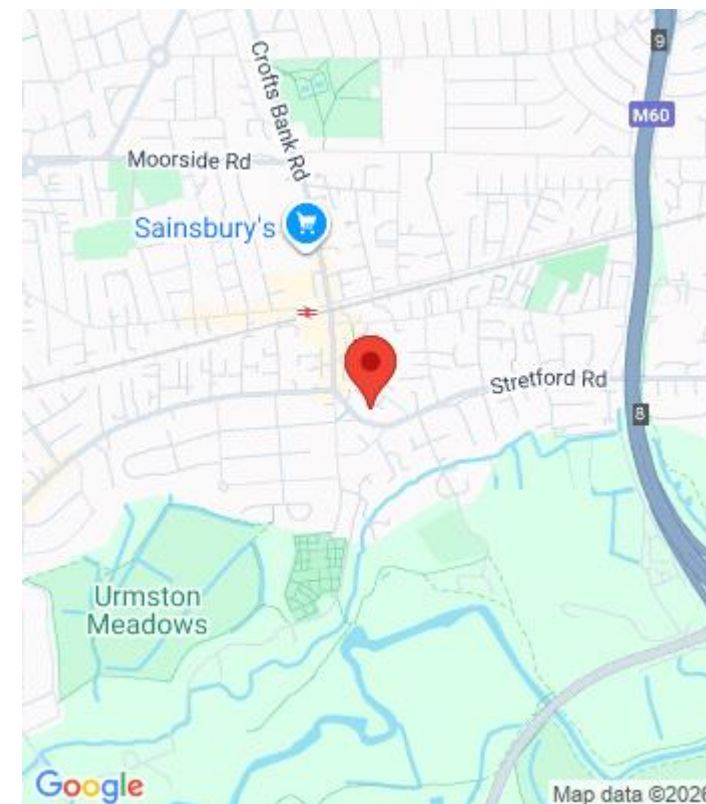 9
M60
Crofts Bank Rd
Moorside Rd
Sainsbury's
Stretford Rd
8
Urmston
Meadows
Google
Map data ©2026